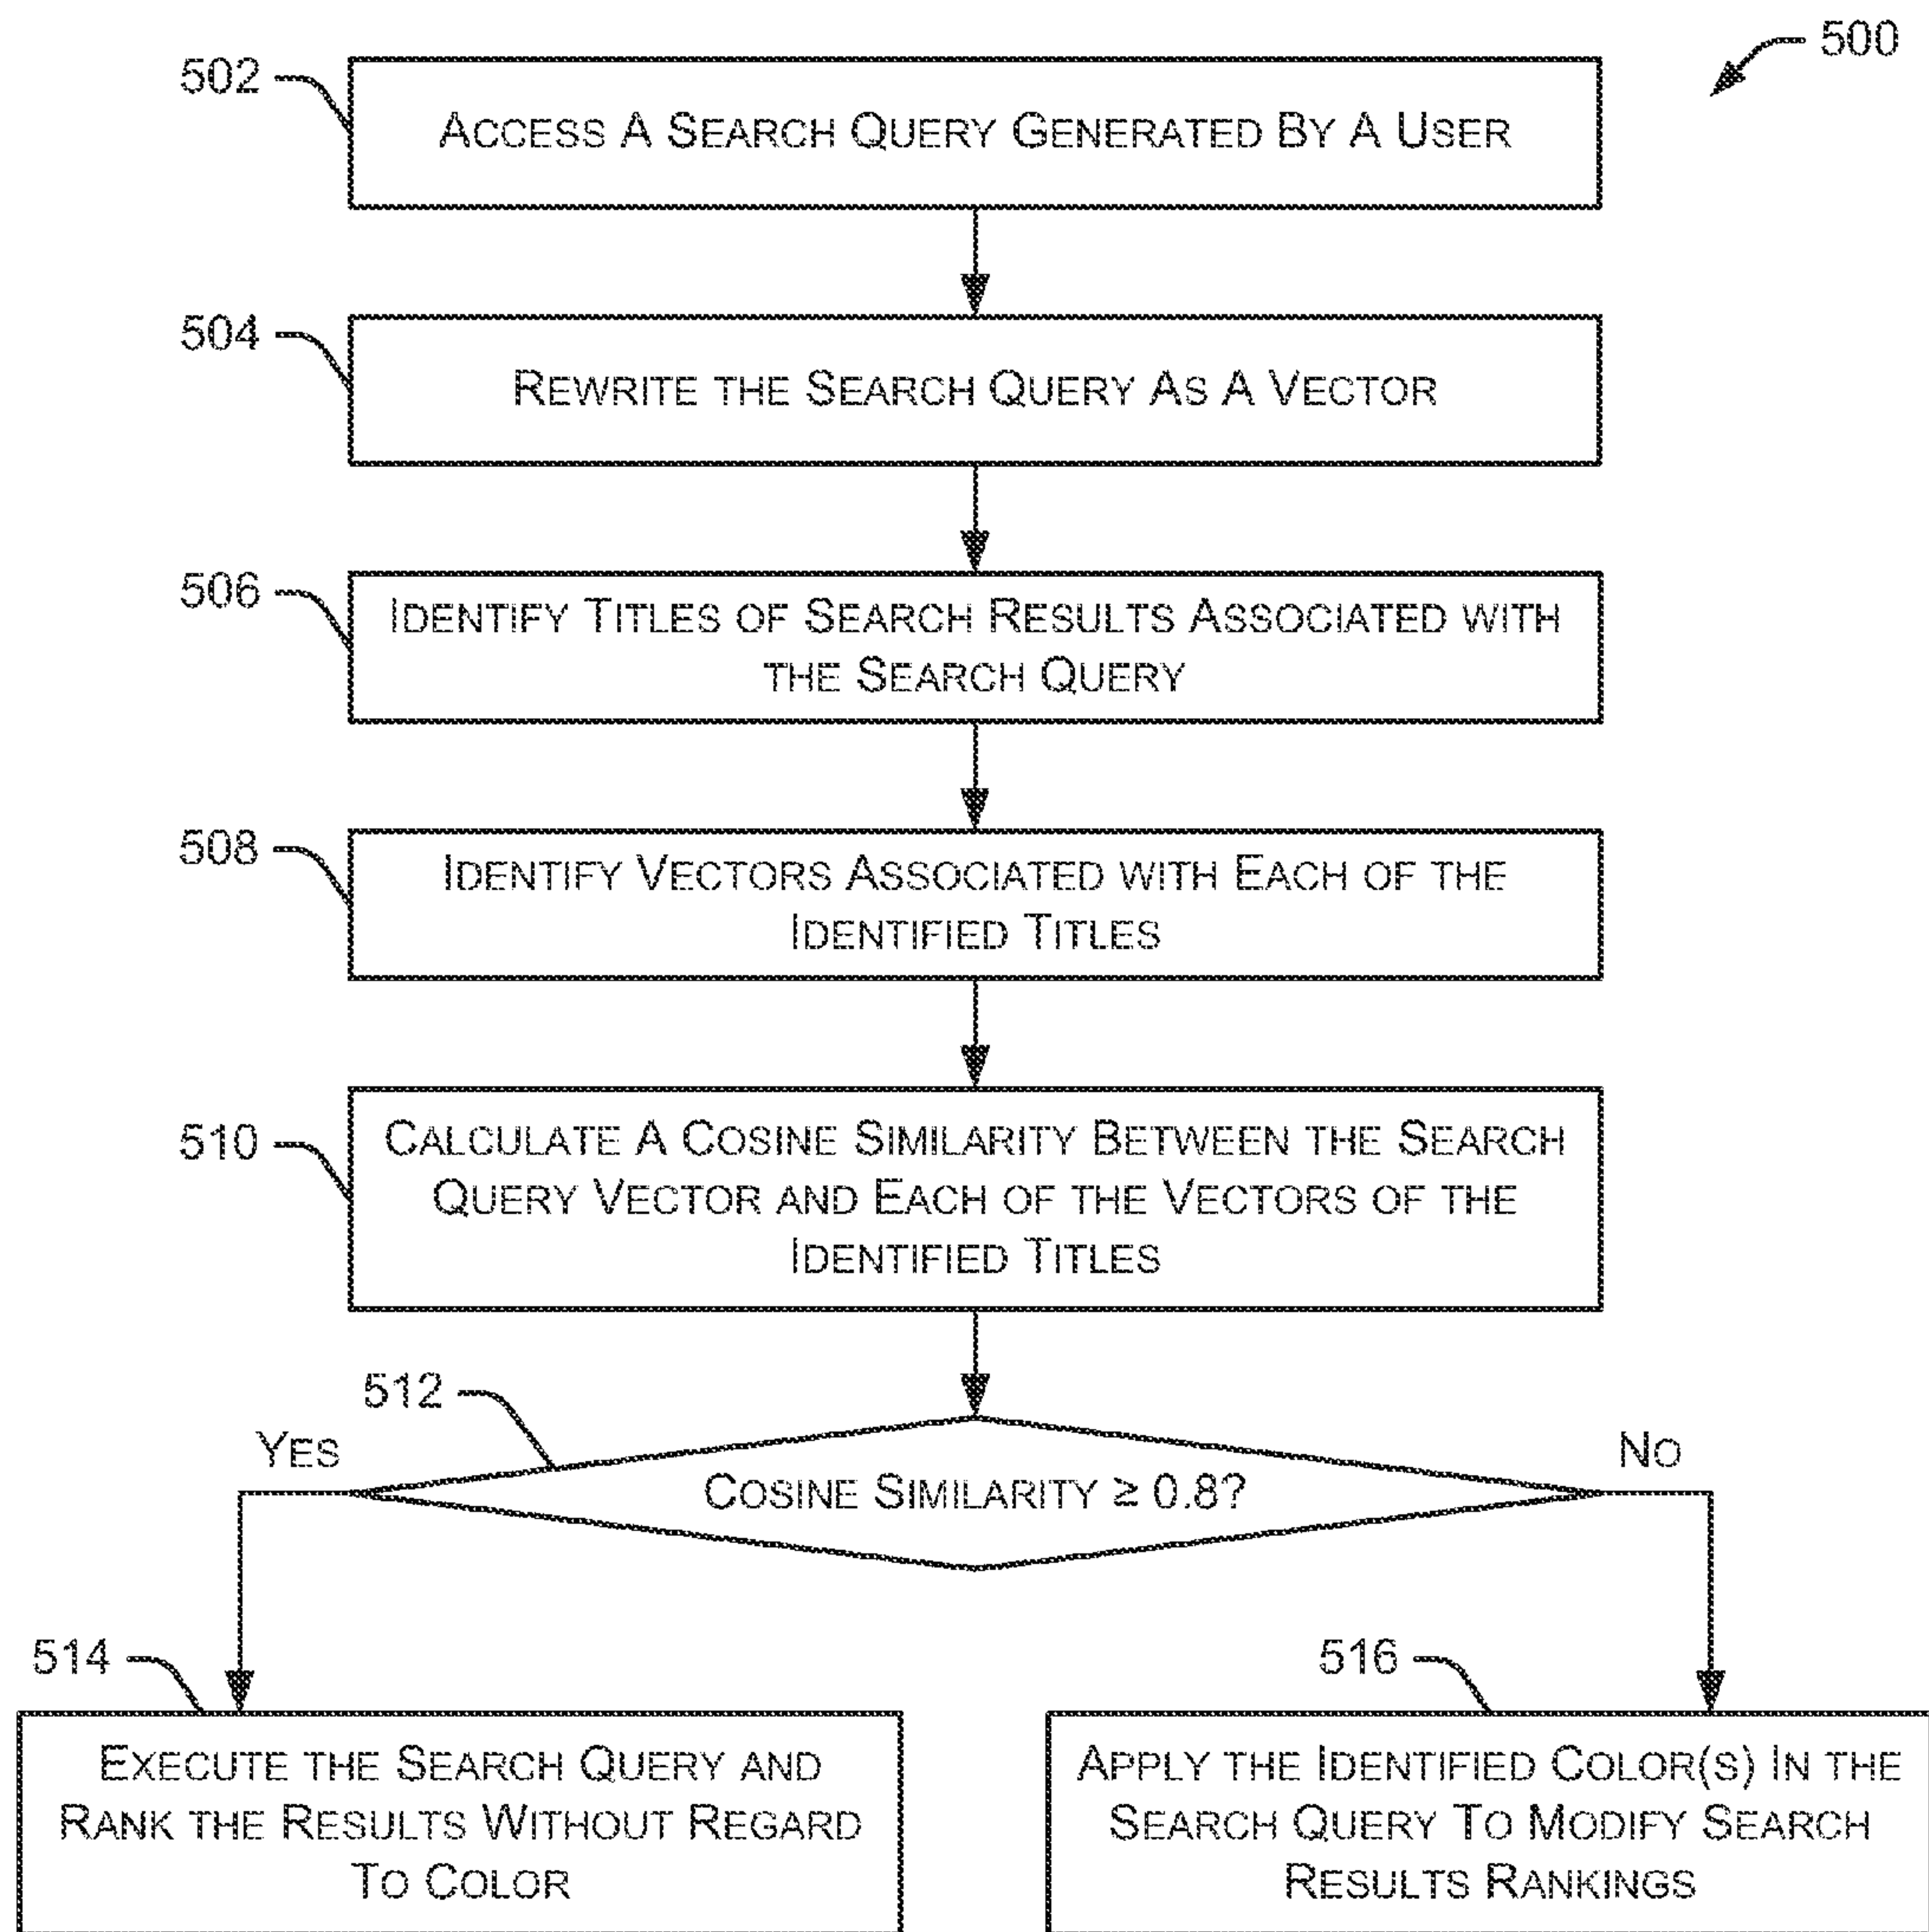 500
502
ACCESS A SEARCH QUERY GENERATED BY A USER
504
REWRITE THE SEARCH QUERY AS A VECTOR
506
IDENTIFY TITLES OF SEARCH RESULTS ASSOCIATED WITH
THE SEARCH QUERY
508
IDENTIFY VECTORS ASSOCIATED WITH EACH OF THE
IDENTIFIED TITLES
510
CALCULATE A COSINE SIMILARITY BETWEEN THE SEARCH
QUERY VECTOR AND EACH OF THE VECTORS OF THE
IDENTIFIED TITLES
512
YES
COSINE SIMILARITY ≥ 0.8?
NO
514
EXECUTE THE SEARCH QUERY AND
RANK THE RESULTS WITHOUT REGARD
TO COLOR
516
APPLY THE IDENTIFIED COLOR(S) IN THE
SEARCH QUERY TO MODIFY SEARCH
RESULTS RANKINGS